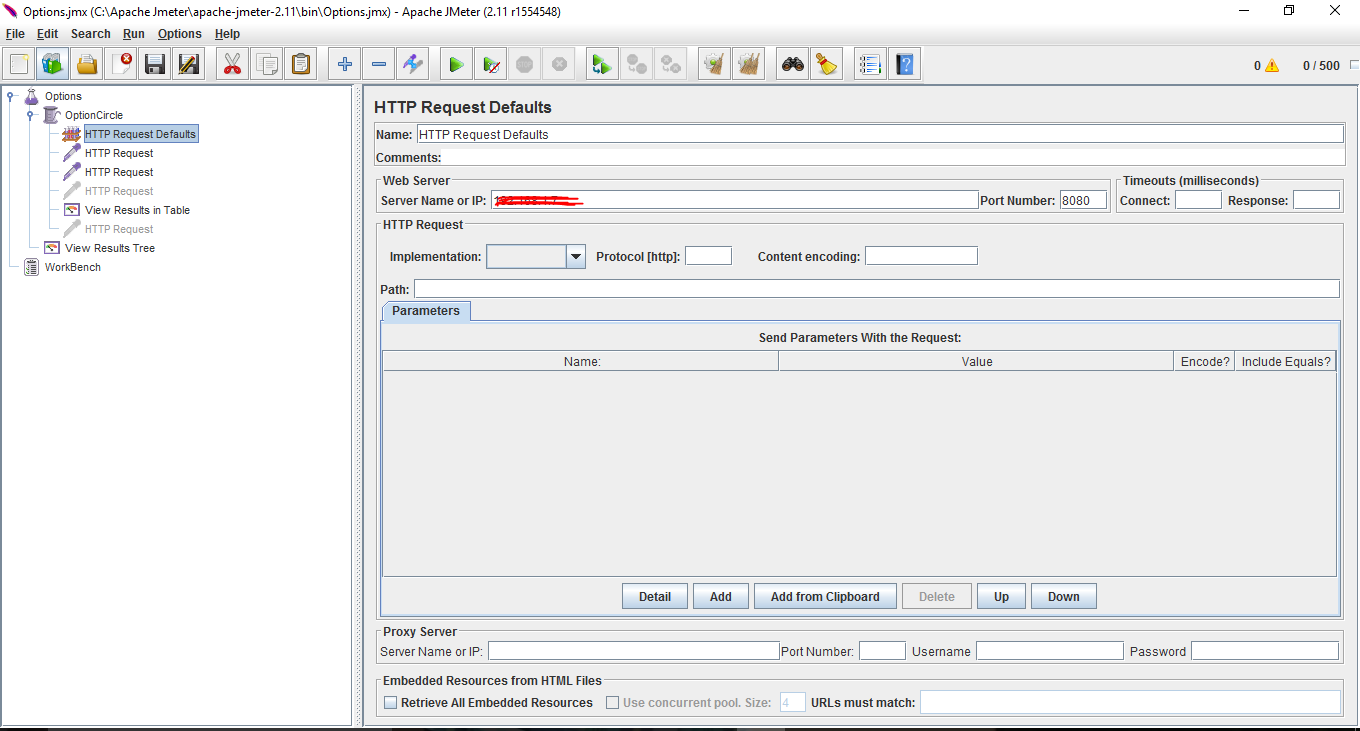 Options.jmx (C:\Apache Jmeter\apache-jmeter-2.11\bin\Options.jmx) - Apache JMeter (2.11 r1554548)
File Edit Search Run Options Help
0 0 / 500
Options
OptionCircle
HTTP Request Defaults
HTTP Request
HTTP Request
HTTP Request
View Results in Table
HTTP Request
View Results Tree
WorkBench
HTTP Request Defaults
Name: HTTP Request Defaults
Comments:
Web Server
Server Name or IP: Port Number: 8080
Timeouts (milliseconds)
Connect: Response:
HTTP Request
Implementation: Protocol [http]: Content encoding:
Path:
Parameters
Send Parameters With the Request:
Name: Value Encode? Include Equals?
Detail Add Add from Clipboard Delete Up Down
Proxy Server
Server Name or IP: Port Number: Username Password
Embedded Resources from HTML Files
Retrieve All Embedded Resources Use concurrent pool. Size: 4 URLs must match: